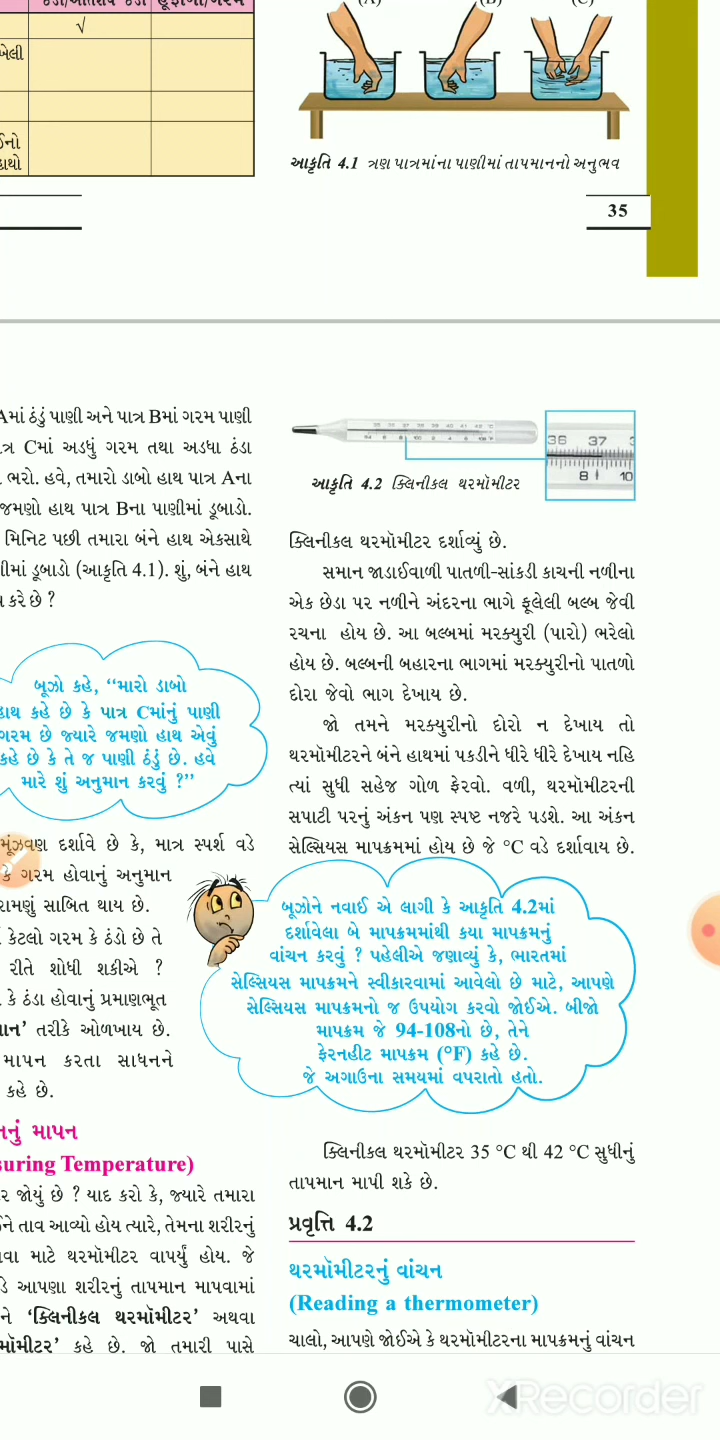 (A) (B) (C)
ખેલી
√
ઈનો
હાથો
આકૃતિ 4.1 ત્રણ પાત્રમાંના પાણીમાં તાપમાનનો અનુભવ
35
Aમાં ઠંડું પાણી અને પાત્ર Bમાં ગરમ પાણી
ત્ર Cમાં અડધું ગરમ તથા અડધા ઠંડા
ભરો. હવે, તમારો ડાબો હાથ પાત્ર Aના
જમણો હાથ પાત્ર Bના પાણીમાં ડૂબાડો.
મિનિટ પછી તમારા બંને હાથ એકસાથે
ીમાં ડૂબાડો (આકૃતિ 4.1). શું, બંને હાથ
કરે છે ?
બૂઝો કહે, “મારો ડાબો
હાથ કહે છે કે પાત્ર Cમાંનું પાણી
ગરમ છે જ્યારે જમણો હાથ એવું
કહે છે કે તે જ પાણી ઠંડું છે. હવે
મારે શું અનુમાન કરવું ?”
મૂંઝવણ દર્શાવે છે કે, માત્ર સ્પર્શ વડે
કે ગરમ હોવાનું અનુમાન
રામણું સાબિત થાય છે.
કેટલો ગરમ કે ઠંડો છે તે
રીતે શોધી શકીએ ?
કે ઠંડા હોવાનું પ્રમાણભૂત
ાન’ તરીકે ઓળખાય છે.
માપન કરતા સાધનને
કહે છે.
નનું માપન
suring Temperature)
ર જોયું છે ? યાદ કરો કે, જ્યારે તમારા
ઈને તાવ આવ્યો હોય ત્યારે, તેમના શરીરનું
વા માટે થરમૉમીટર વાપર્યું હોય. જે
ડે આપણા શરીરનું તાપમાન માપવામાં
ને ‘ક્લિનીકલ થરમૉમીટર’ અથવા
મૉમીટર’ કહે છે. જો તમારી પાસે
36 37
8 10
આકૃતિ 4.2 ક્લિનીકલ થરમૉમીટર
ક્લિનીકલ થરમૉમીટર દર્શાવ્યું છે.
સમાન જાડાઈવાળી પાતળી-સાંકડી કાચની નળીના
એક છેડા પર નળીને અંદરના ભાગે ફૂલેલી બલ્બ જેવી
રચના હોય છે. આ બલ્બમાં મરક્યુરી (પારો) ભરેલો
હોય છે. બલ્બની બહારના ભાગમાં મરક્યુરીનો પાતળો
દોરા જેવો ભાગ દેખાય છે.
જો તમને મરક્યુરીનો દોરો ન દેખાય તો
થરમૉમીટરને બંને હાથમાં પકડીને ધીરે ધીરે દેખાય નહિ
ત્યાં સુધી સહેજ ગોળ ફેરવો. વળી, થરમૉમીટરની
સપાટી પરનું અંકન પણ સ્પષ્ટ નજરે પડશે. આ અંકન
સેલ્સિયસ માપક્રમમાં હોય છે જે °C વડે દર્શાવાય છે.
બૂઝોને નવાઈ એ લાગી કે આકૃતિ 4.2માં
દર્શાવેલા બે માપક્રમમાંથી કયા માપક્રમનું
વાંચન કરવું ? પહેલીએ જણાવ્યું કે, ભારતમાં
સેલ્સિયસ માપક્રમને સ્વીકારવામાં આવેલો છે માટે, આપણે
સેલ્સિયસ માપક્રમનો જ ઉપયોગ કરવો જોઈએ. બીજો
માપક્રમ જે 94-108નો છે, તેને
ફેરનહીટ માપક્રમ (°F) કહે છે.
જે અગાઉના સમયમાં વપરાતો હતો.
ક્લિનીકલ થરમૉમીટર 35 °C થી 42 °C સુધીનું
તાપમાન માપી શકે છે.
પ્રવૃત્તિ 4.2
થરમૉમીટરનું વાંચન
(Reading a thermometer)
ચાલો, આપણે જોઈએ કે થરમૉમીટરના માપક્રમનું વાંચન
XRecorder